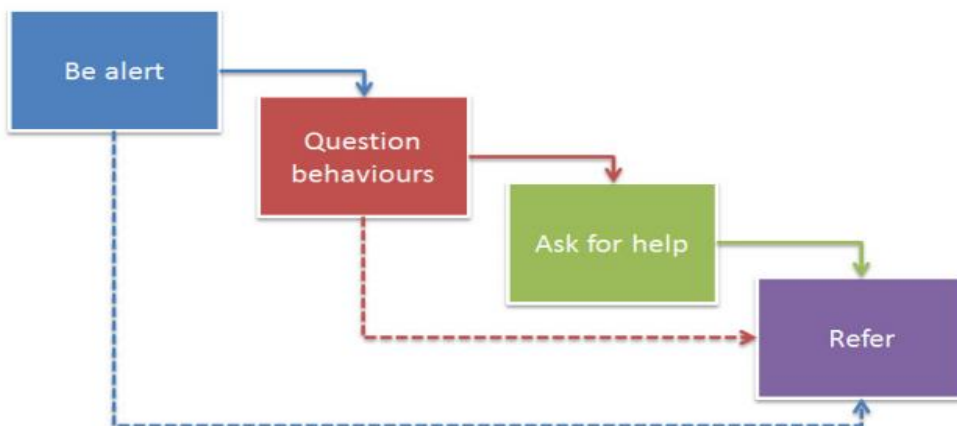 Be alert
Question
behaviours
Ask for help
Refer